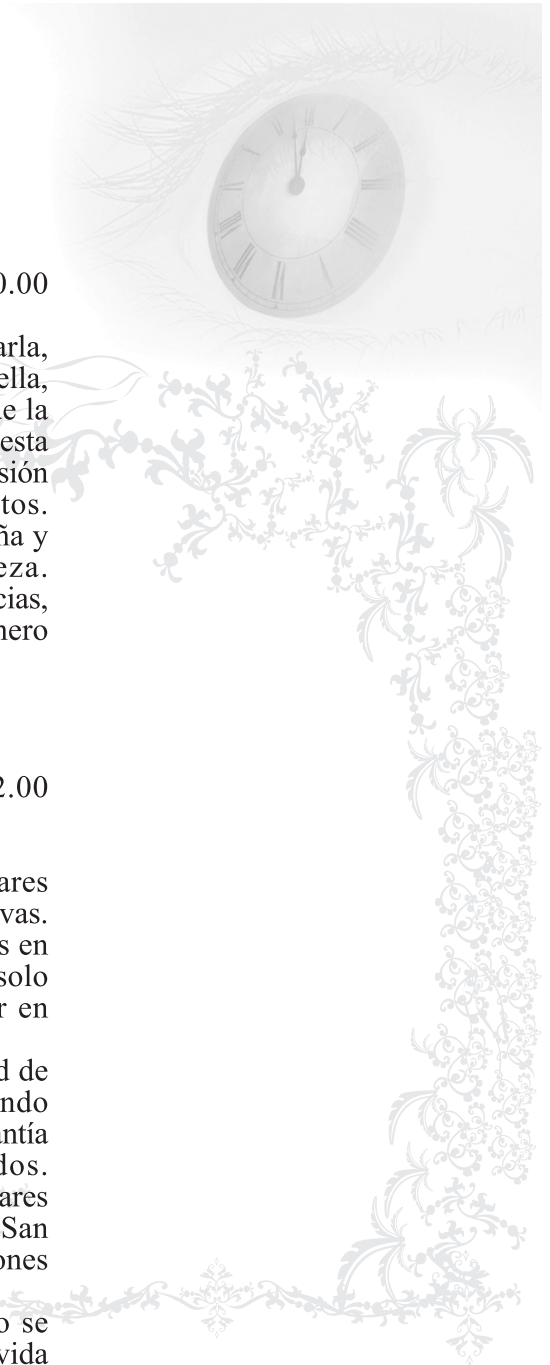 0.00
arla,
ella,
e la
esta
sión
tos.
ña y
eza.
cias,
nero
2.00
ares
vas.
s en
solo
r en
d de
ndo
antía
dos.
ares
San
ones
o se
vida